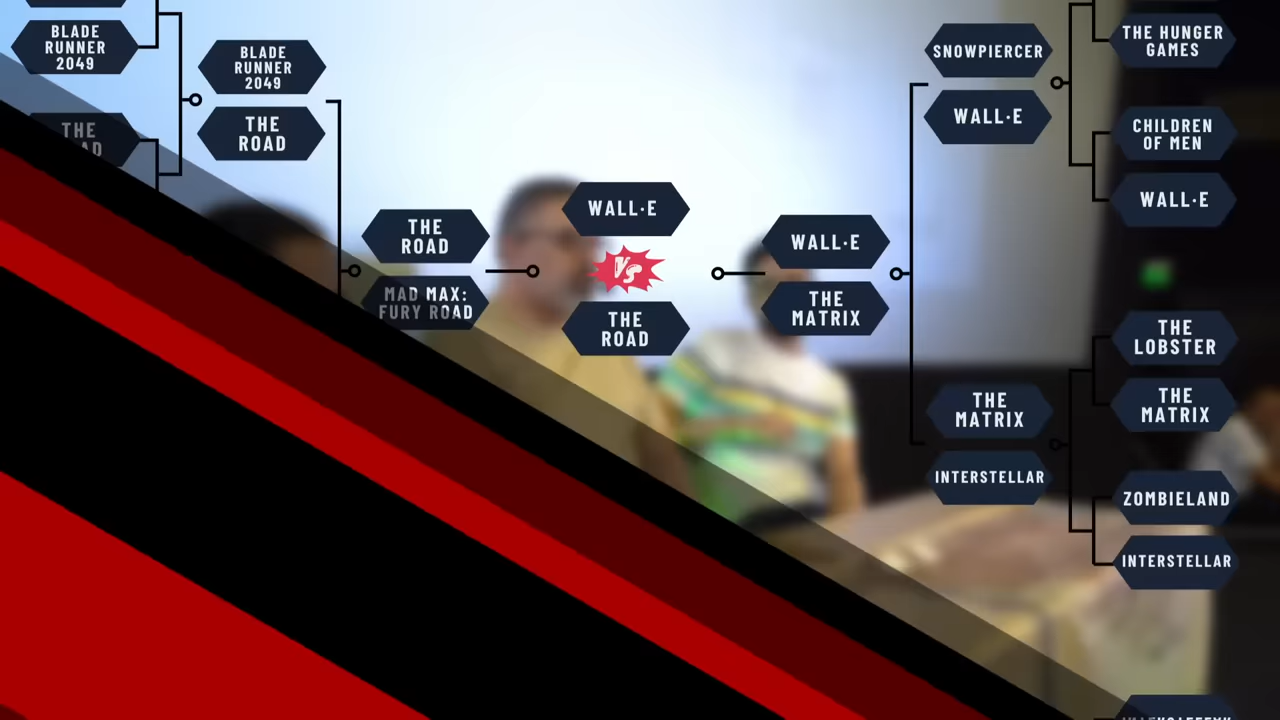 BLADE
RUNNER
2049
THE
BLADE
RUNNER
2049
THE
ROAD
THE
ROAD
MAD MAX:
FURY ROAD
WALL·E
VS
THE
ROAD
WALL·E
THE
MATRIX
SNOWPIERCER
WALL·E
THE
MATRIX
INTERSTELLAR
THE HUNGER
GAMES
CHILDREN
OF MEN
WALL·E
THE
LOBSTER
THE
MATRIX
ZOMBIELAND
INTERSTELLAR